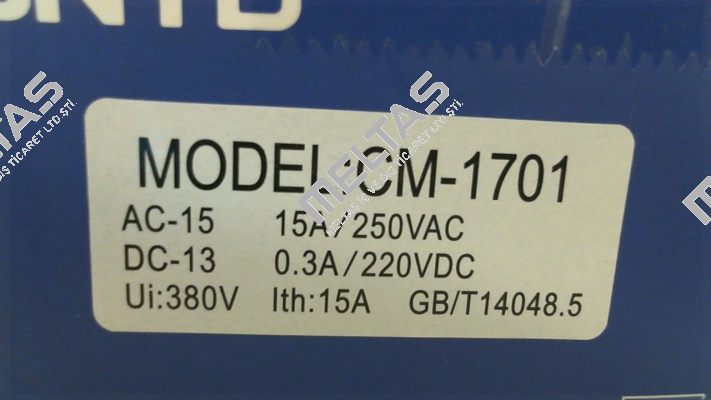 MODEL:CM-1701
AC-15 15A/250VAC
DC-13 0.3A/220VDC
Ui:380V Ith:15A GB/T14048.5
MELTAŞ